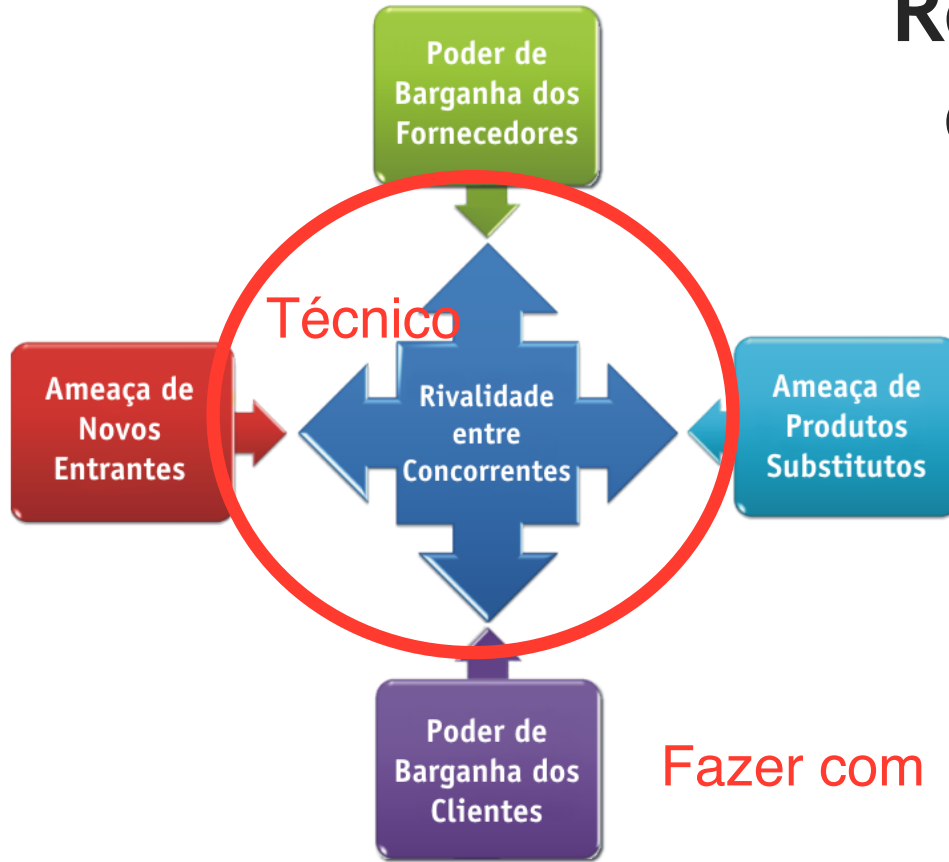 Poder de
Barganha dos
Fornecedores
Técnico
Ameaça de
Novos
Entrantes
Rivalidade
entre
Concorrentes
Ameaça de
Produtos
Substitutos
Poder de
Barganha dos
Clientes
Fazer com